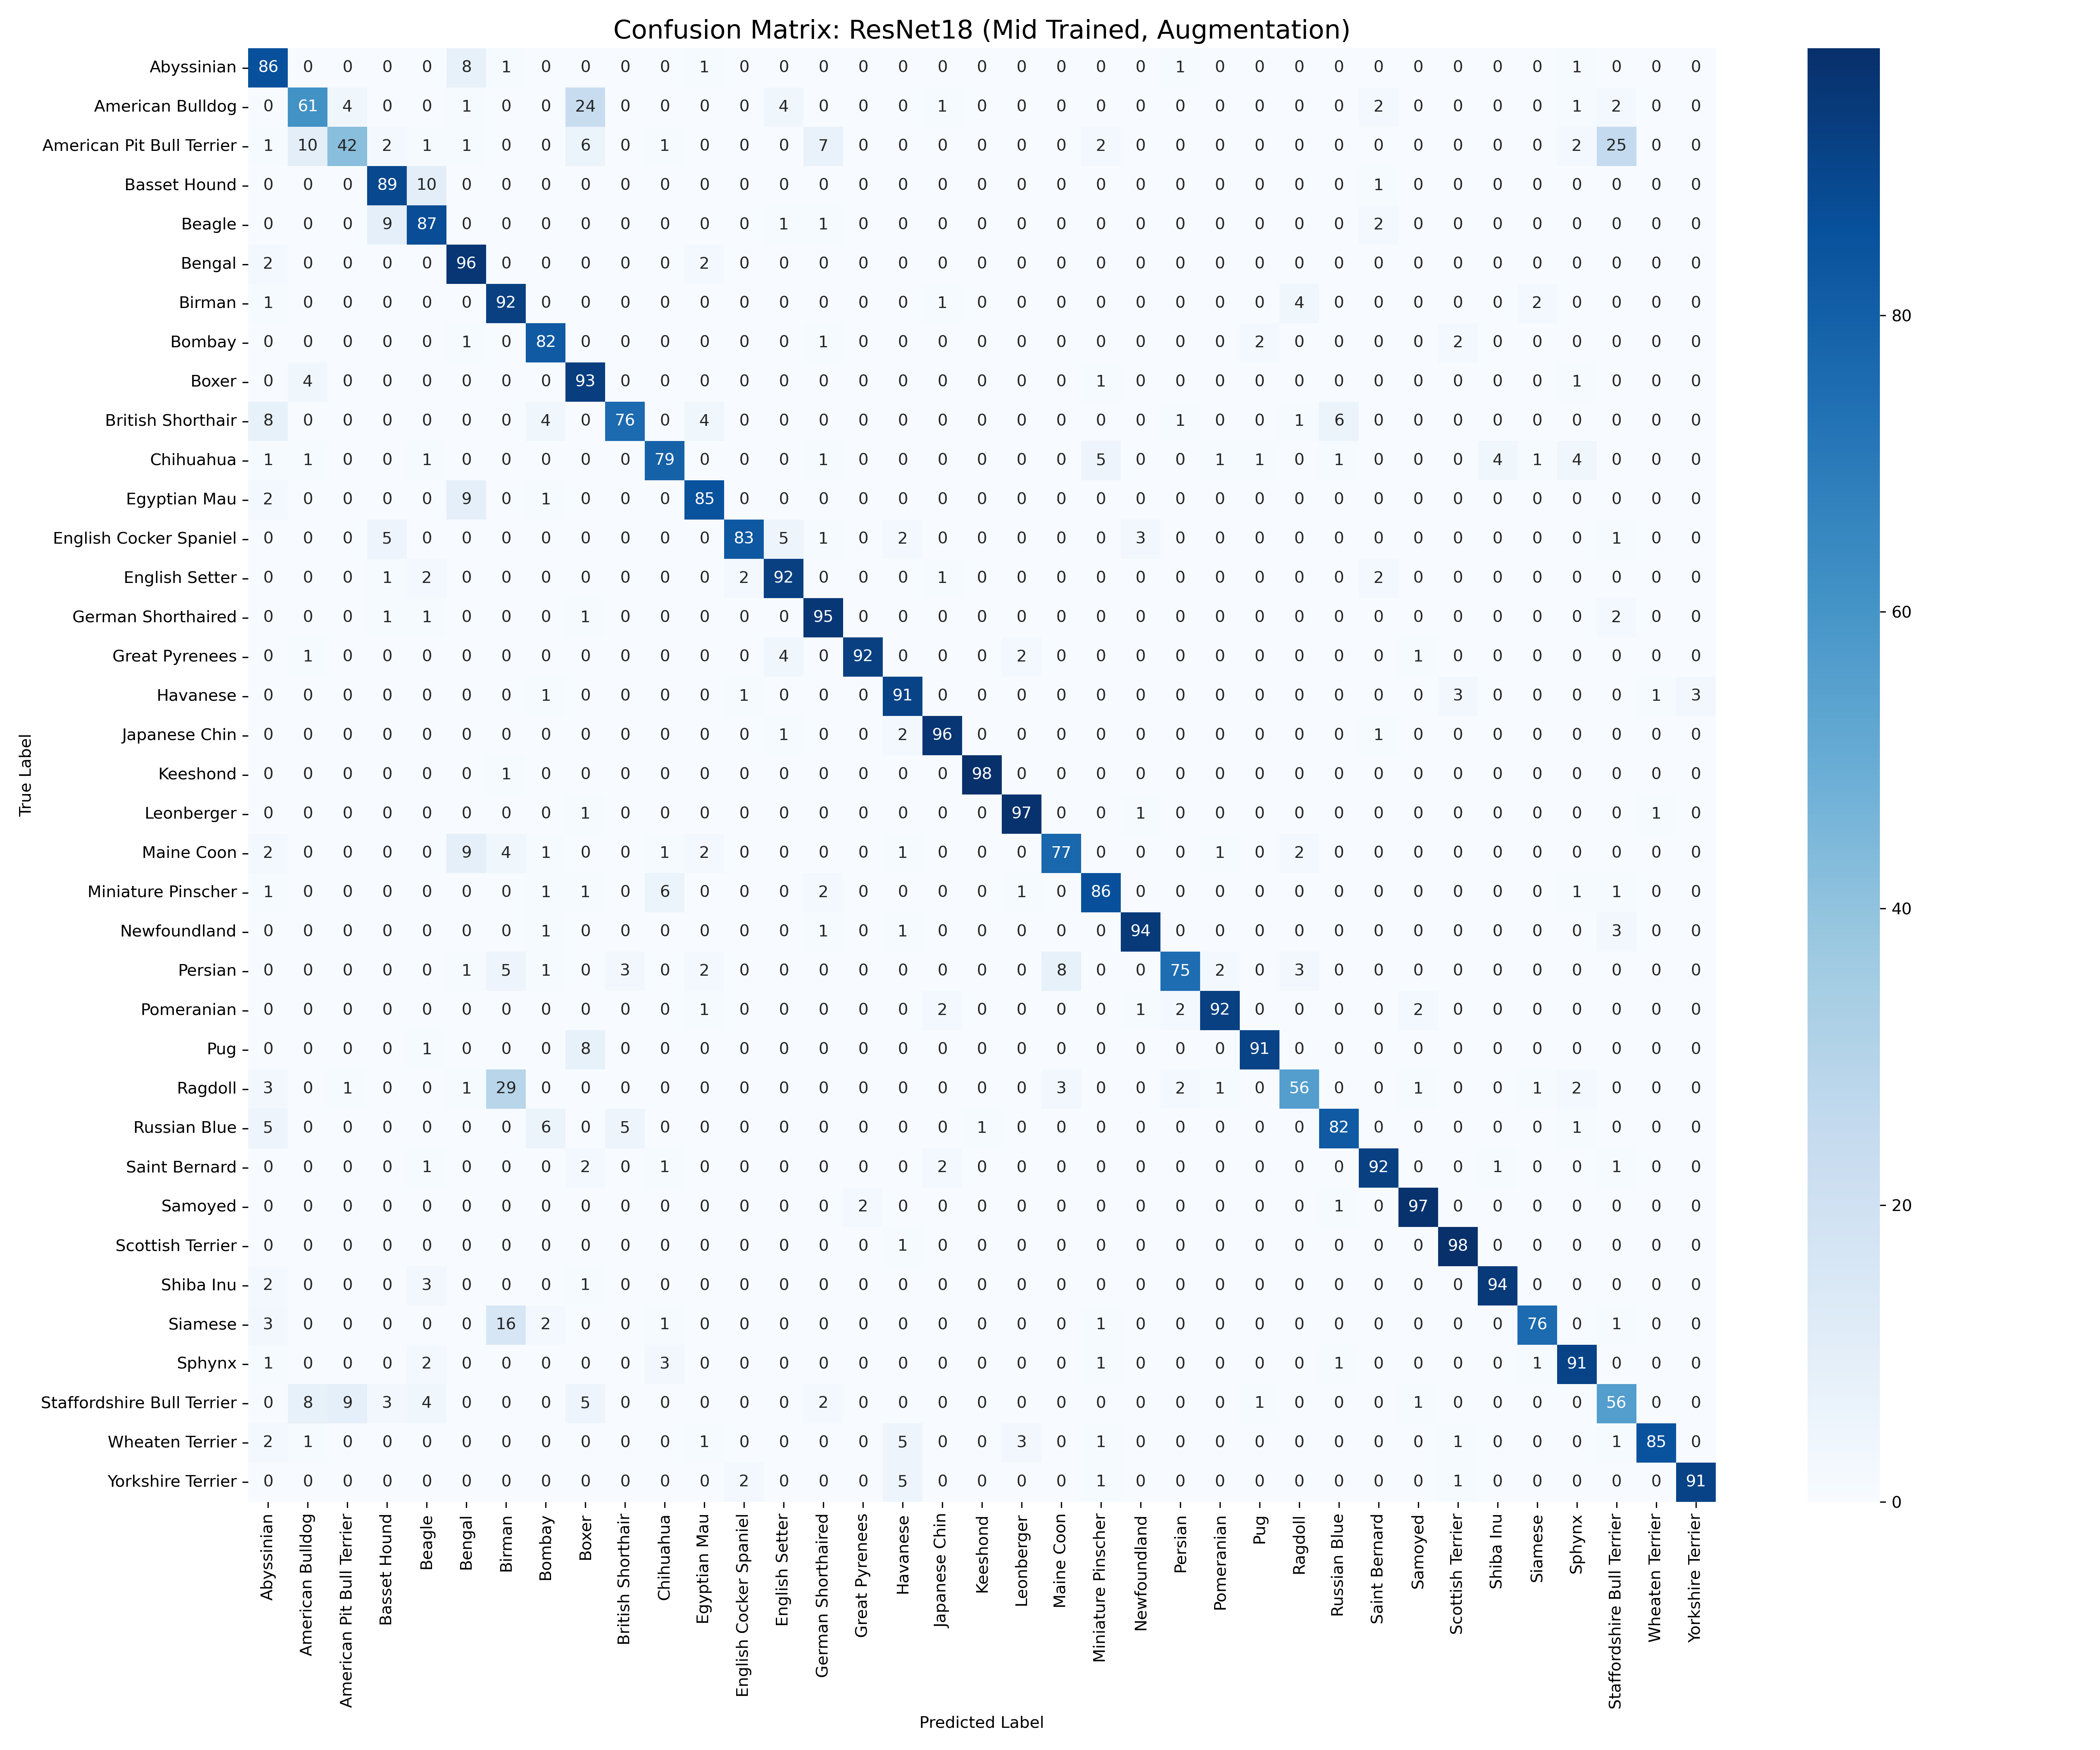 Confusion Matrix: ResNet18 (Mid Trained, Augmentation)
Abyssinian 86 0 0 0 0 8 1 0 0 0 0 1 0 0 0 0 0 0 0 0 0 0 0 1 0 0 0 0 0 0 0 0 0 1 0 0 0
American Bulldog 0 61 4 0 0 1 0 0 24 0 0 0 0 4 0 0 0 1 0 0 0 0 0 0 0 0 0 0 2 0 0 0 0 1 2 0 0
American Pit Bull Terrier 1 10 42 2 1 1 0 0 6 0 1 0 0 0 7 0 0 0 0 0 0 2 0 0 0 0 0 0 0 0 0 0 0 2 25 0 0
Basset Hound 0 0 0 89 10 0 0 0 0 0 0 0 0 0 0 0 0 0 0 0 0 0 0 0 0 0 0 0 1 0 0 0 0 0 0 0 0
Beagle 0 0 0 9 87 0 0 0 0 0 0 0 0 1 1 0 0 0 0 0 0 0 0 0 0 0 0 0 2 0 0 0 0 0 0 0 0
Bengal 2 0 0 0 0 96 0 0 0 0 0 2 0 0 0 0 0 0 0 0 0 0 0 0 0 0 0 0 0 0 0 0 0 0 0 0 0
Birman 1 0 0 0 0 0 92 0 0 0 0 0 0 0 0 0 0 1 0 0 0 0 0 0 0 0 4 0 0 0 0 0 2 0 0 0 0
Bombay 0 0 0 0 0 1 0 82 0 0 0 0 0 0 1 0 0 0 0 0 0 0 0 0 0 2 0 0 0 0 2 0 0 0 0 0 0
Boxer 0 4 0 0 0 0 0 0 93 0 0 0 0 0 0 0 0 0 0 0 0 1 0 0 0 0 0 0 0 0 0 0 0 1 0 0 0
British Shorthair 8 0 0 0 0 0 0 4 0 76 0 4 0 0 0 0 0 0 0 0 0 0 0 1 0 0 1 6 0 0 0 0 0 0 0 0 0
Chihuahua 1 1 0 0 1 0 0 0 0 0 79 0 0 0 1 0 0 0 0 0 0 5 0 0 1 1 0 1 0 0 0 4 1 4 0 0 0
Egyptian Mau 2 0 0 0 0 9 0 1 0 0 0 85 0 0 0 0 0 0 0 0 0 0 0 0 0 0 0 0 0 0 0 0 0 0 0 0 0
English Cocker Spaniel 0 0 0 5 0 0 0 0 0 0 0 0 83 5 1 0 2 0 0 0 0 0 3 0 0 0 0 0 0 0 0 0 0 0 1 0 0
English Setter 0 0 0 1 2 0 0 0 0 0 0 0 2 92 0 0 0 1 0 0 0 0 0 0 0 0 0 0 2 0 0 0 0 0 0 0 0
German Shorthaired 0 0 0 1 1 0 0 0 1 0 0 0 0 0 95 0 0 0 0 0 0 0 0 0 0 0 0 0 0 0 0 0 0 0 2 0 0
Great Pyrenees 0 1 0 0 0 0 0 0 0 0 0 0 0 4 0 92 0 0 0 2 0 0 0 0 0 0 0 0 0 1 0 0 0 0 0 0 0
Havanese 0 0 0 0 0 0 0 1 0 0 0 0 1 0 0 0 91 0 0 0 0 0 0 0 0 0 0 0 0 0 3 0 0 0 0 1 3
Japanese Chin 0 0 0 0 0 0 0 0 0 0 0 0 0 1 0 0 2 96 0 0 0 0 0 0 0 0 0 0 1 0 0 0 0 0 0 0 0
Keeshond 0 0 0 0 0 0 1 0 0 0 0 0 0 0 0 0 0 0 98 0 0 0 0 0 0 0 0 0 0 0 0 0 0 0 0 0 0
Leonberger 0 0 0 0 0 0 0 0 1 0 0 0 0 0 0 0 0 0 0 97 0 0 1 0 0 0 0 0 0 0 0 0 0 0 0 1 0
Maine Coon 2 0 0 0 0 9 4 1 0 0 1 2 0 0 0 0 1 0 0 0 77 0 0 0 1 0 2 0 0 0 0 0 0 0 0 0 0
Miniature Pinscher 1 0 0 0 0 0 0 1 1 0 6 0 0 0 2 0 0 0 0 1 0 86 0 0 0 0 0 0 0 0 0 0 0 1 1 0 0
Newfoundland 0 0 0 0 0 0 0 1 0 0 0 0 0 0 1 0 1 0 0 0 0 0 94 0 0 0 0 0 0 0 0 0 0 0 3 0 0
Persian 0 0 0 0 0 1 5 1 0 3 0 2 0 0 0 0 0 0 0 0 8 0 0 75 2 0 3 0 0 0 0 0 0 0 0 0 0
Pomeranian 0 0 0 0 0 0 0 0 0 0 0 1 0 0 0 0 0 2 0 0 0 0 1 2 92 0 0 0 0 2 0 0 0 0 0 0 0
Pug 0 0 0 0 1 0 0 0 8 0 0 0 0 0 0 0 0 0 0 0 0 0 0 0 0 91 0 0 0 0 0 0 0 0 0 0 0
Ragdoll 3 0 1 0 0 1 29 0 0 0 0 0 0 0 0 0 0 0 0 0 3 0 0 2 1 0 56 0 0 1 0 0 1 2 0 0 0
Russian Blue 5 0 0 0 0 0 0 6 0 5 0 0 0 0 0 0 0 0 1 0 0 0 0 0 0 0 0 82 0 0 0 0 0 1 0 0 0
Saint Bernard 0 0 0 0 1 0 0 0 2 0 1 0 0 0 0 0 0 2 0 0 0 0 0 0 0 0 0 0 92 0 0 1 0 0 1 0 0
Samoyed 0 0 0 0 0 0 0 0 0 0 0 0 0 0 0 2 0 0 0 0 0 0 0 0 0 0 0 1 0 97 0 0 0 0 0 0 0
Scottish Terrier 0 0 0 0 0 0 0 0 0 0 0 0 0 0 0 0 1 0 0 0 0 0 0 0 0 0 0 0 0 0 98 0 0 0 0 0 0
Shiba Inu 2 0 0 0 3 0 0 0 1 0 0 0 0 0 0 0 0 0 0 0 0 0 0 0 0 0 0 0 0 0 0 94 0 0 0 0 0
Siamese 3 0 0 0 0 0 16 2 0 0 1 0 0 0 0 0 0 0 0 0 0 1 0 0 0 0 0 0 0 0 0 0 76 0 1 0 0
Sphynx 1 0 0 0 2 0 0 0 0 0 3 0 0 0 0 0 0 0 0 0 0 1 0 0 0 0 0 1 0 0 0 0 1 91 0 0 0
Staffordshire Bull Terrier 0 8 9 3 4 0 0 0 5 0 0 0 0 0 2 0 0 0 0 0 0 0 0 0 0 1 0 0 0 1 0 0 0 0 56 0 0
Wheaten Terrier 2 1 0 0 0 0 0 0 0 0 0 1 0 0 0 0 5 0 0 3 0 1 0 0 0 0 0 0 0 0 1 0 0 0 1 85 0
Yorkshire Terrier 0 0 0 0 0 0 0 0 0 0 0 0 2 0 0 0 5 0 0 0 0 1 0 0 0 0 0 0 0 0 1 0 0 0 0 0 91
True Label
Abyssinian
American Bulldog
American Pit Bull Terrier
Basset Hound
Beagle
Bengal
Birman
Bombay
Boxer
British Shorthair
Chihuahua
Egyptian Mau
English Cocker Spaniel
English Setter
German Shorthaired
Great Pyrenees
Havanese
Japanese Chin
Keeshond
Leonberger
Maine Coon
Miniature Pinscher
Newfoundland
Persian
Pomeranian
Pug
Ragdoll
Russian Blue
Saint Bernard
Samoyed
Scottish Terrier
Shiba Inu
Siamese
Sphynx
Staffordshire Bull Terrier
Wheaten Terrier
Yorkshire Terrier
Predicted Label
80
60
40
20
0